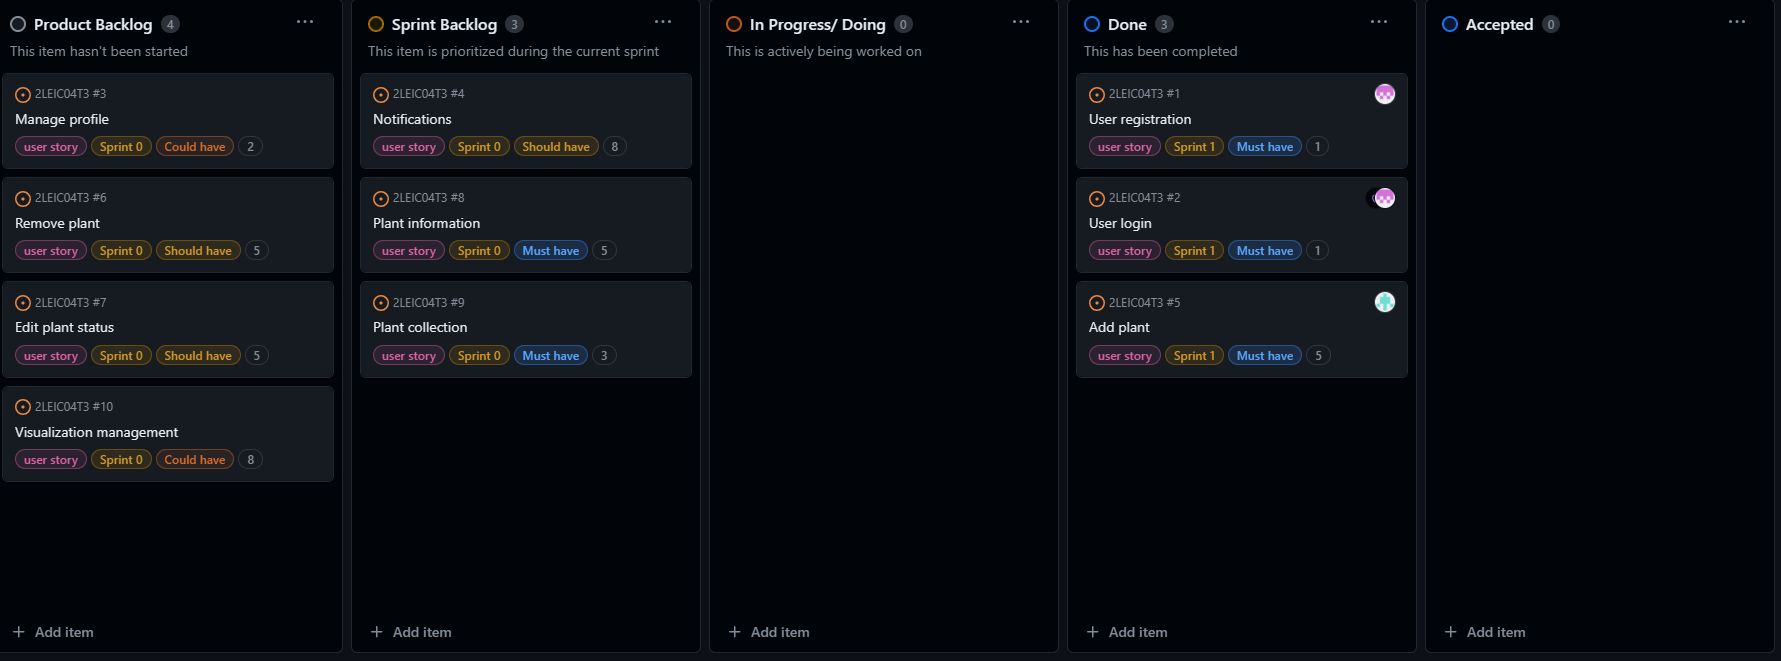 Product Backlog 4
This item hasn't been started
2LEIC04T3 #3
Manage profile
user story Sprint 0 Could have 2
2LEIC04T3 #6
Remove plant
user story Sprint 0 Should have 5
2LEIC04T3 #7
Edit plant status
user story Sprint 0 Should have 5
2LEIC04T3 #10
Visualization management
user story Sprint 0 Could have 8
+ Add item
Sprint Backlog 3
This item is prioritized during the current sprint
2LEIC04T3 #4
Notifications
user story Sprint 0 Should have 8
2LEIC04T3 #8
Plant information
user story Sprint 0 Must have 5
2LEIC04T3 #9
Plant collection
user story Sprint 0 Must have 3
+ Add item
In Progress/ Doing 0
This is actively being worked on
+ Add item
Done 3
This has been completed
2LEIC04T3 #1
User registration
user story Sprint 1 Must have 1
2LEIC04T3 #2
User login
user story Sprint 1 Must have 1
2LEIC04T3 #5
Add plant
user story Sprint 1 Must have 5
+ Add item
Accepted 0
+ Add item